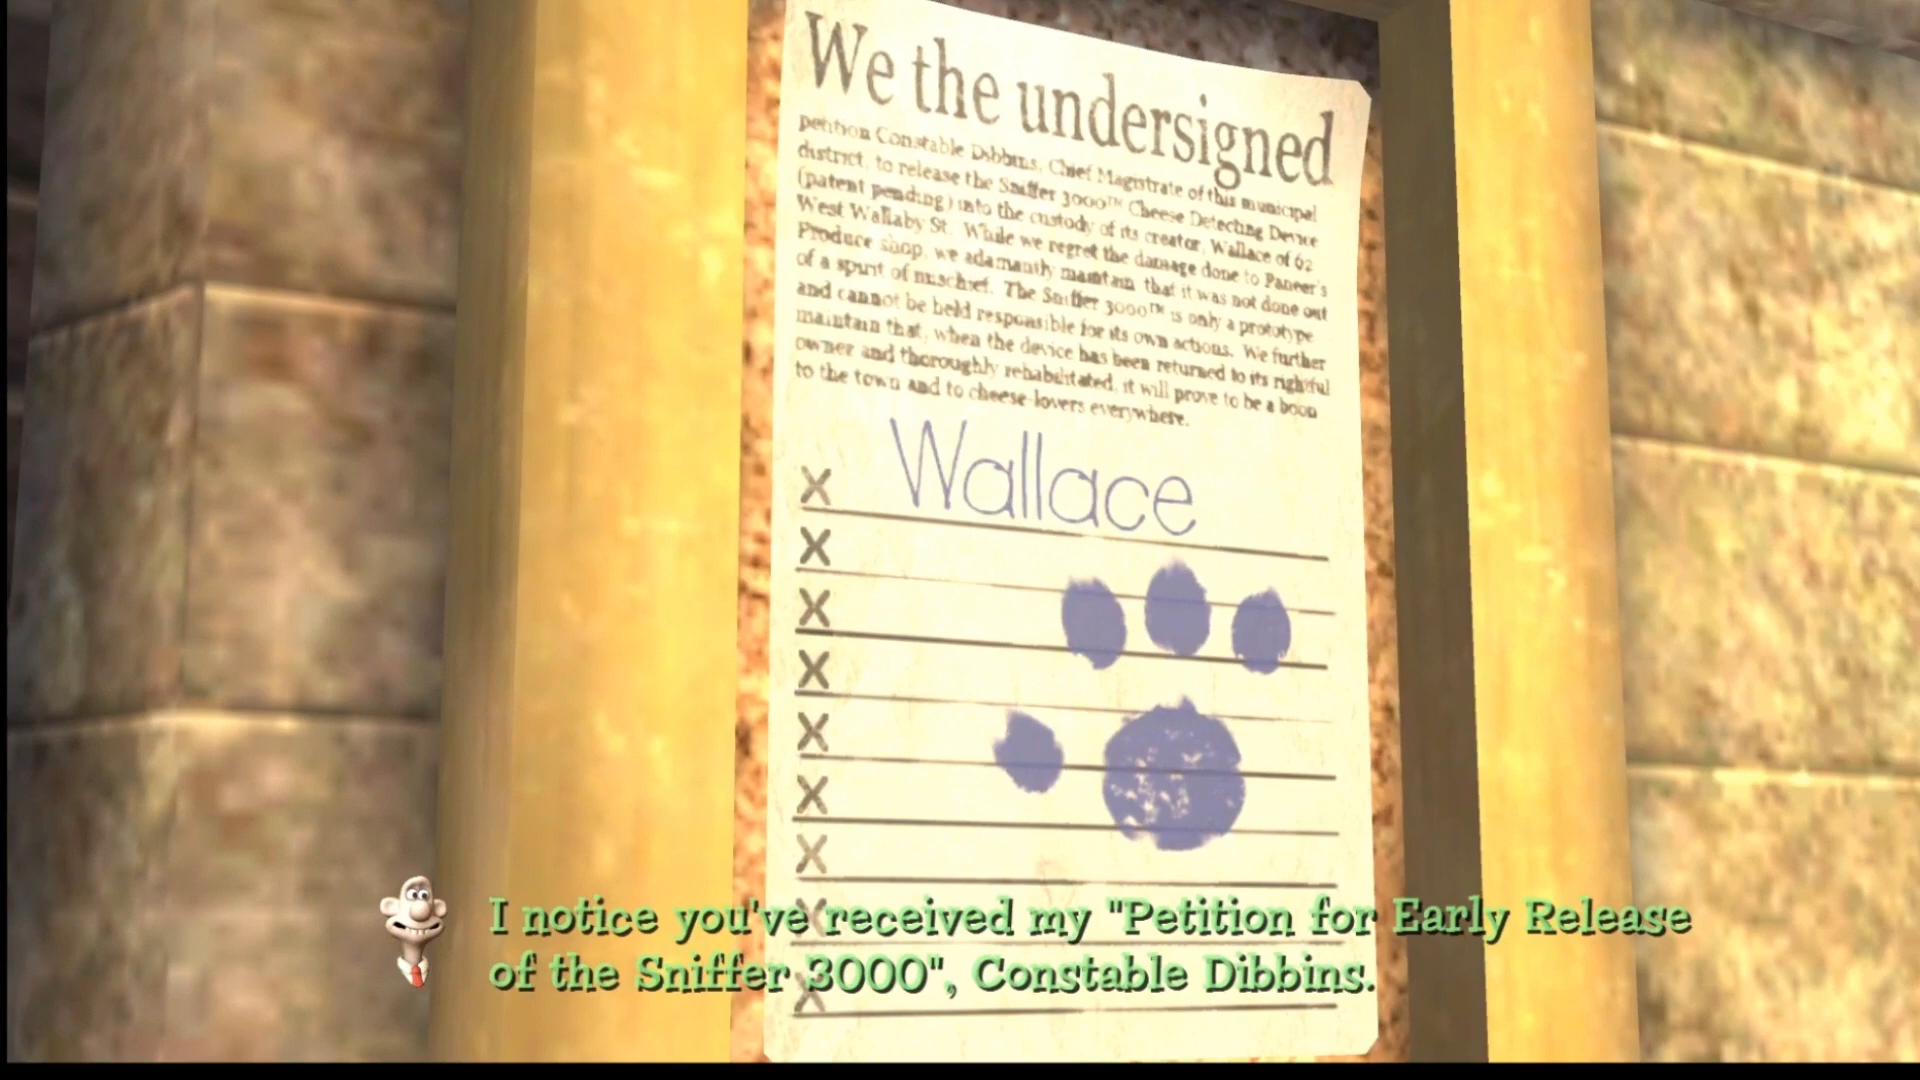 We the undersigned
petition Constable Dibbins, Chief Magistrate of this municipal
district, to release the Sniffer 3000™ Cheese Detecting Device
(patent pending) into the custody of its creator, Wallace of 62
West Wallaby St. While we regret the damage done to Paneer's
Produce shop, we adamantly maintain that it was not done out
of a spirit of mischief. The Sniffer 3000™ is only a prototype
and cannot be held responsible for its own actions. We further
maintain that, when the device has been returned to its rightful
owner and thoroughly rehabilitated, it will prove to be a boon
to the town and to cheese-lovers everywhere.
X Wallace
X
X
X
X
X
X
X
X
I notice you've received my "Petition for Early Release
of the Sniffer 3000", Constable Dibbins.